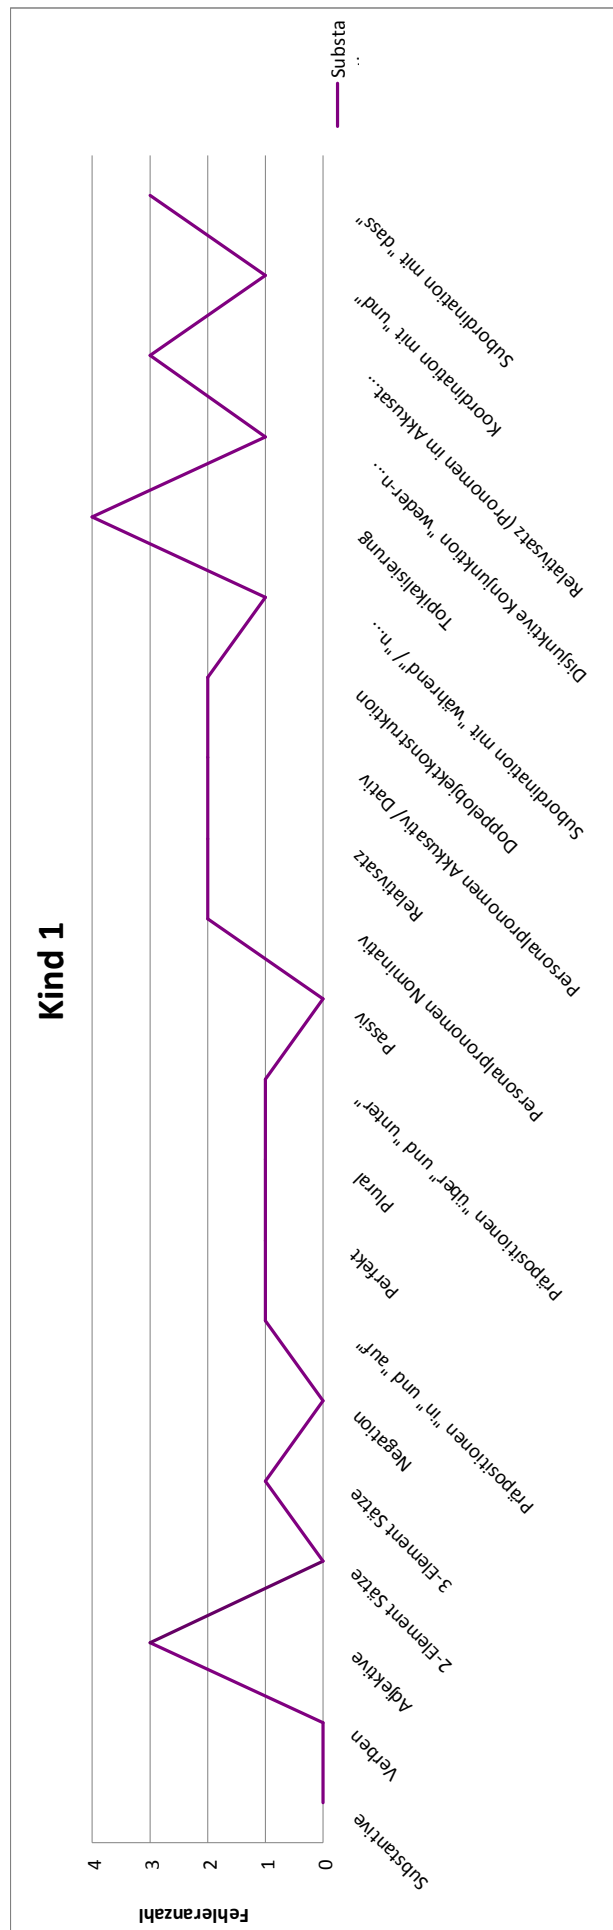 Kind 1
Fehleranzahl
4
3
2
1
0
Substantive
Verben
Adjektive
2-Element Sätze
3-Element Sätze
Negation
Präpositionen "in" und "auf"
Perfekt
Plural
Präpositionen "über" und "unter"
Passiv
Personalpronomen Nominativ
Relativsatz
Personalpronomen Akkusativ/ Dativ
Doppelobjektkonstruktion
Subordination mit "während"/ "n...
Topikalisierung
Disjunktive Konjunktion "weder-n...
Relativsatz (Pronomen im Akkusat...
Koordination mit "und"
Subordination mit "dass"
Substa
..